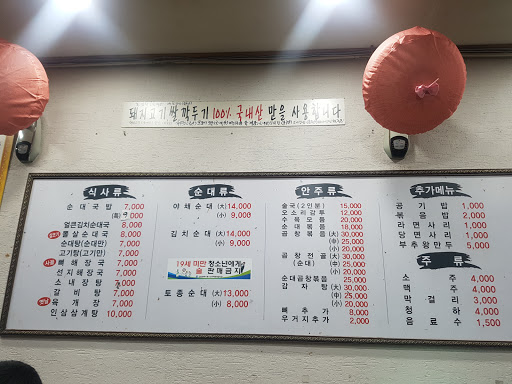 돼지고기 쌀 깍두기 100% 국내산 만을 사용합니다
식사류
순대국밥 7,000
(특) 9,000
얼큰김치순대국 8,000
통살순대국 8,000
순대탕(순대만) 7,000
고기탕(고기만) 7,000
뼈해장국 7,000
선지해장국 7,000
소내장탕 7,000
갈비탕 7,000
육개장 7,000
인삼삼계탕 10,000
순대류
야채순대 (大) 14,000
(小) 9,000
김치순대 (大) 14,000
(小) 9,000
19세 미만 청소년에게
술 판매금지
토종순대 (大) 13,000
(小) 8,000
안주류
술국(2인분) 15,000
오소리감투 12,000
수육모음 20,000
순대볶음 18,000
곱창볶음 (大) 30,000
(中) 25,000
(小) 20,000
곱창전골 (大) 30,000
(순대) (中) 25,000
(小) 20,000
순대곱창볶음 25,000
감자탕 (大) 30,000
(中) 25,000
(小) 20,000
뼈추가 8,000
우거지추가 2,000
추가메뉴
공기밥 1,000
볶음밥 2,000
라면사리 1,000
당면사리 1,000
부추왕만두 5,000
주류
소주 4,000
맥주 4,000
막걸리 3,000
청하 4,000
음료수 1,500